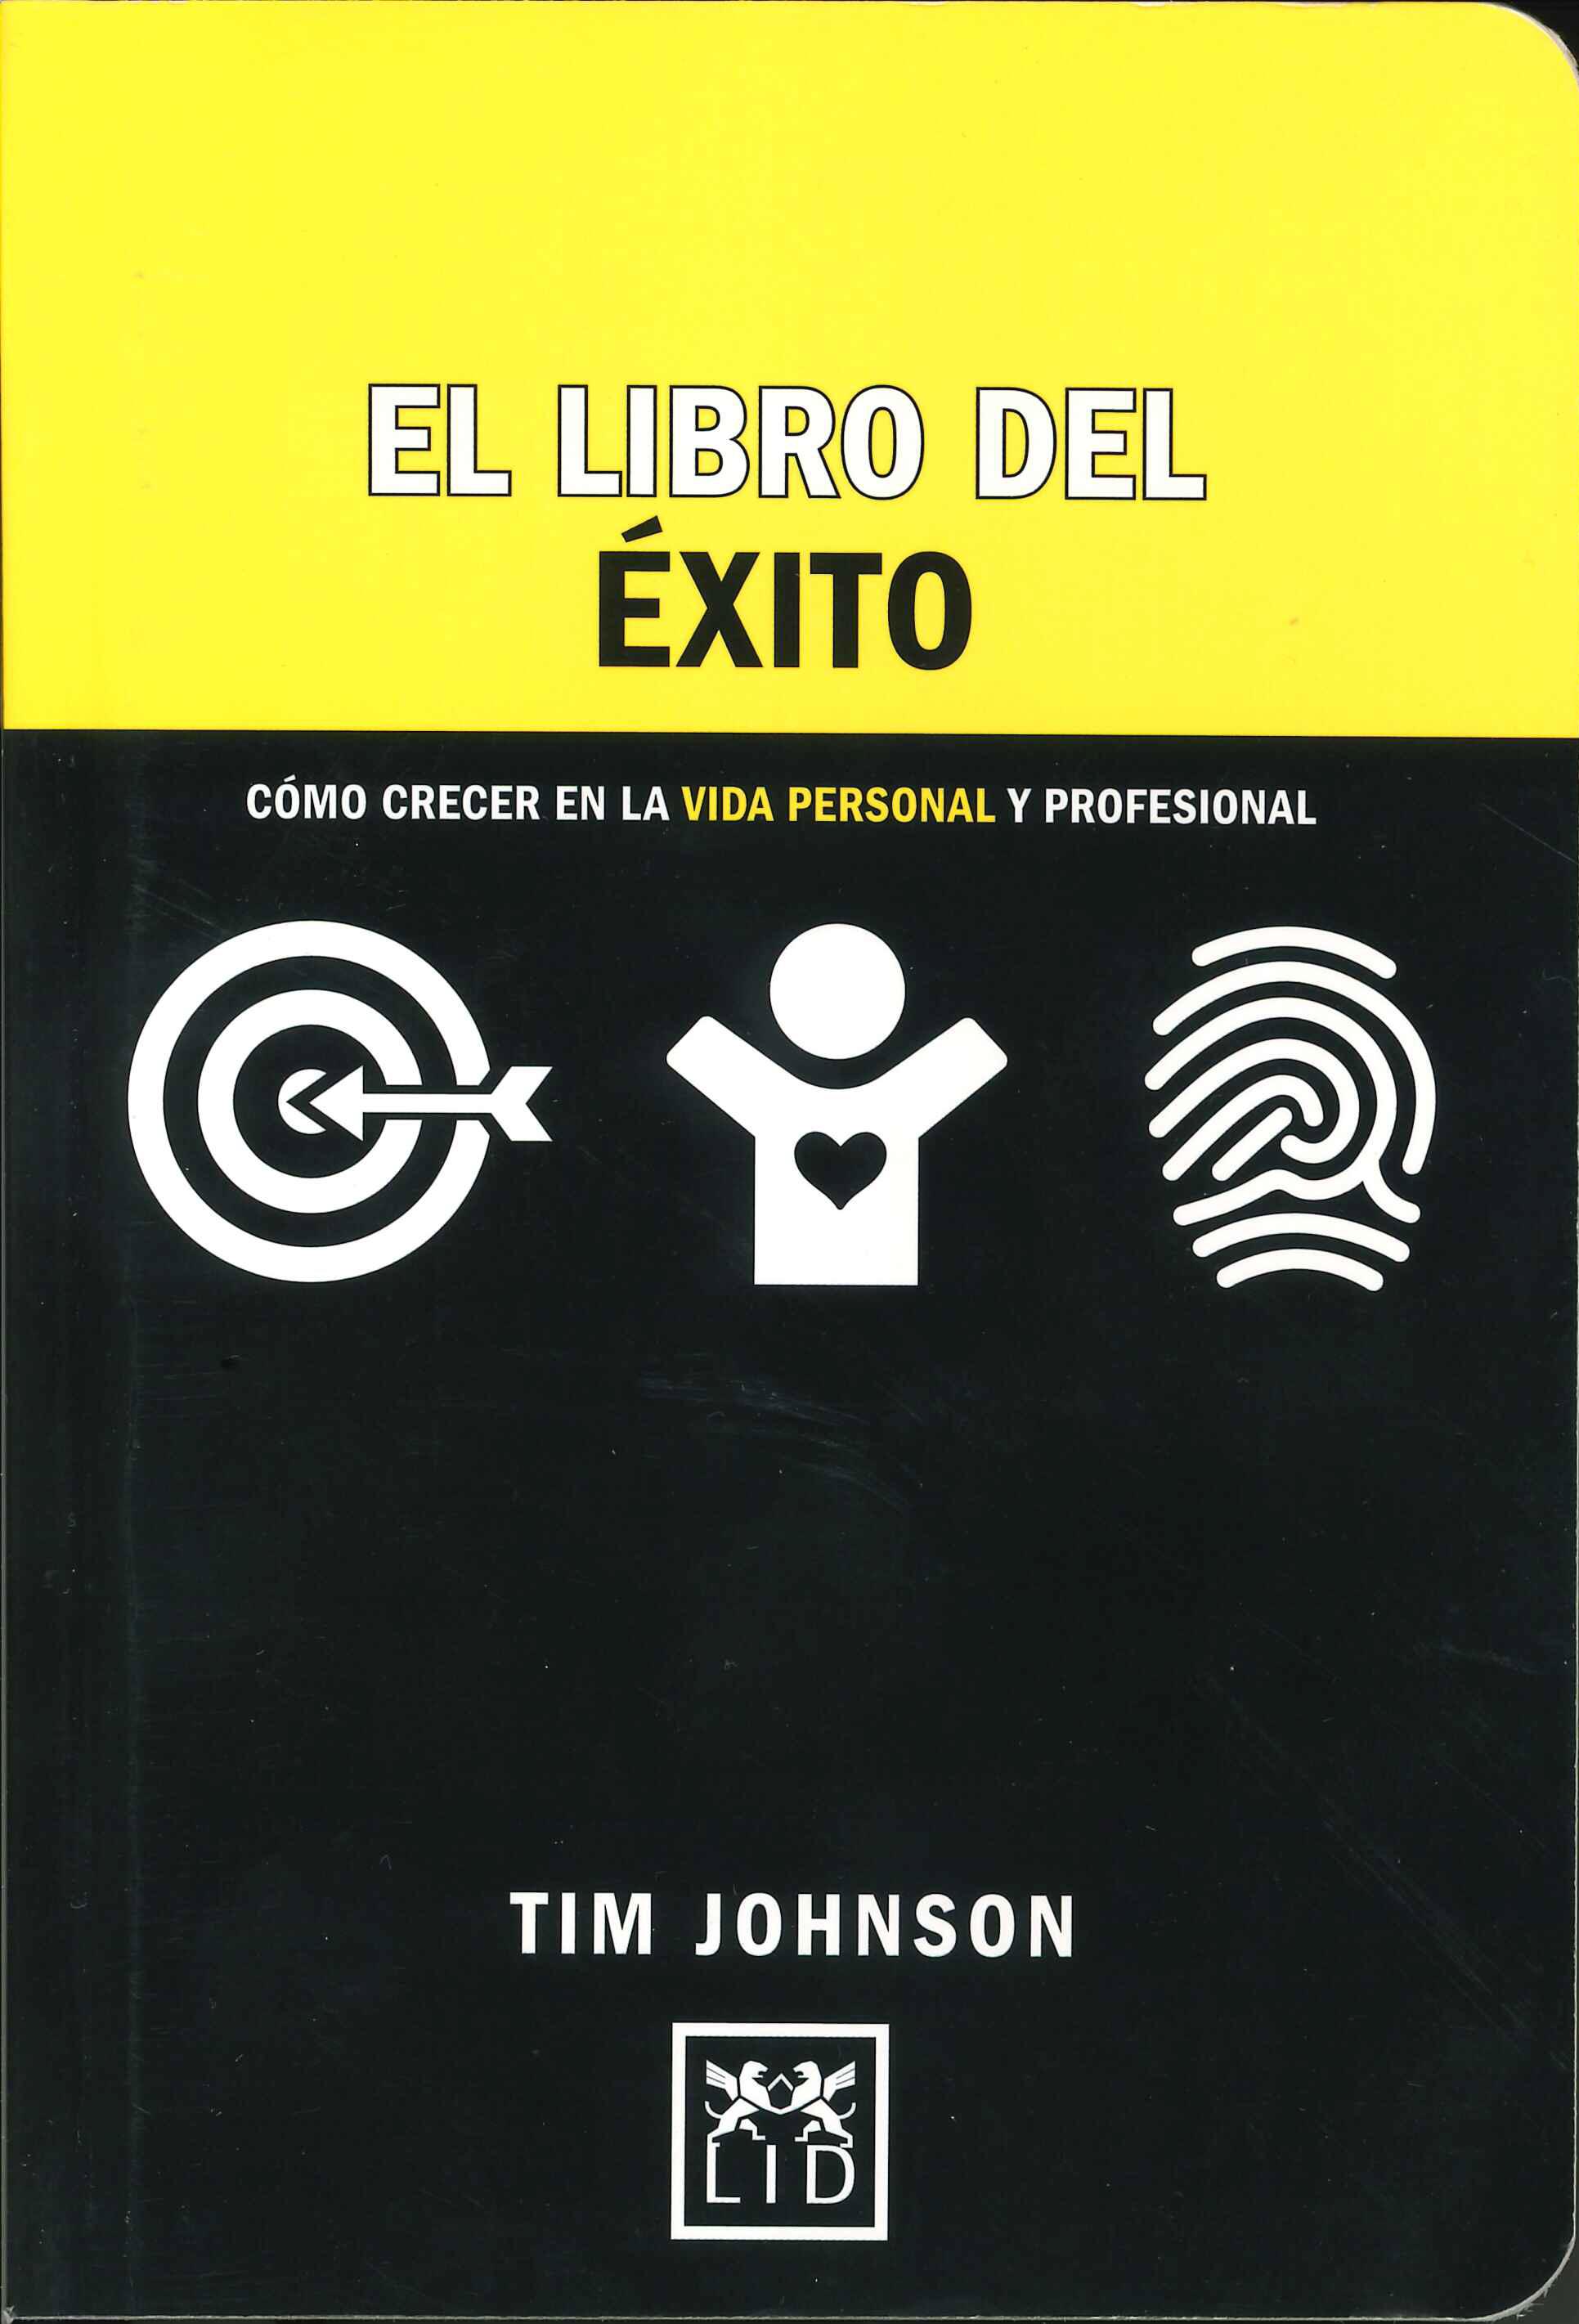 EL LIBRO DEL
ÉXITO
CÓMO CRECER EN LA VIDA PERSONAL Y PROFESIONAL
TIM JOHNSON
LID